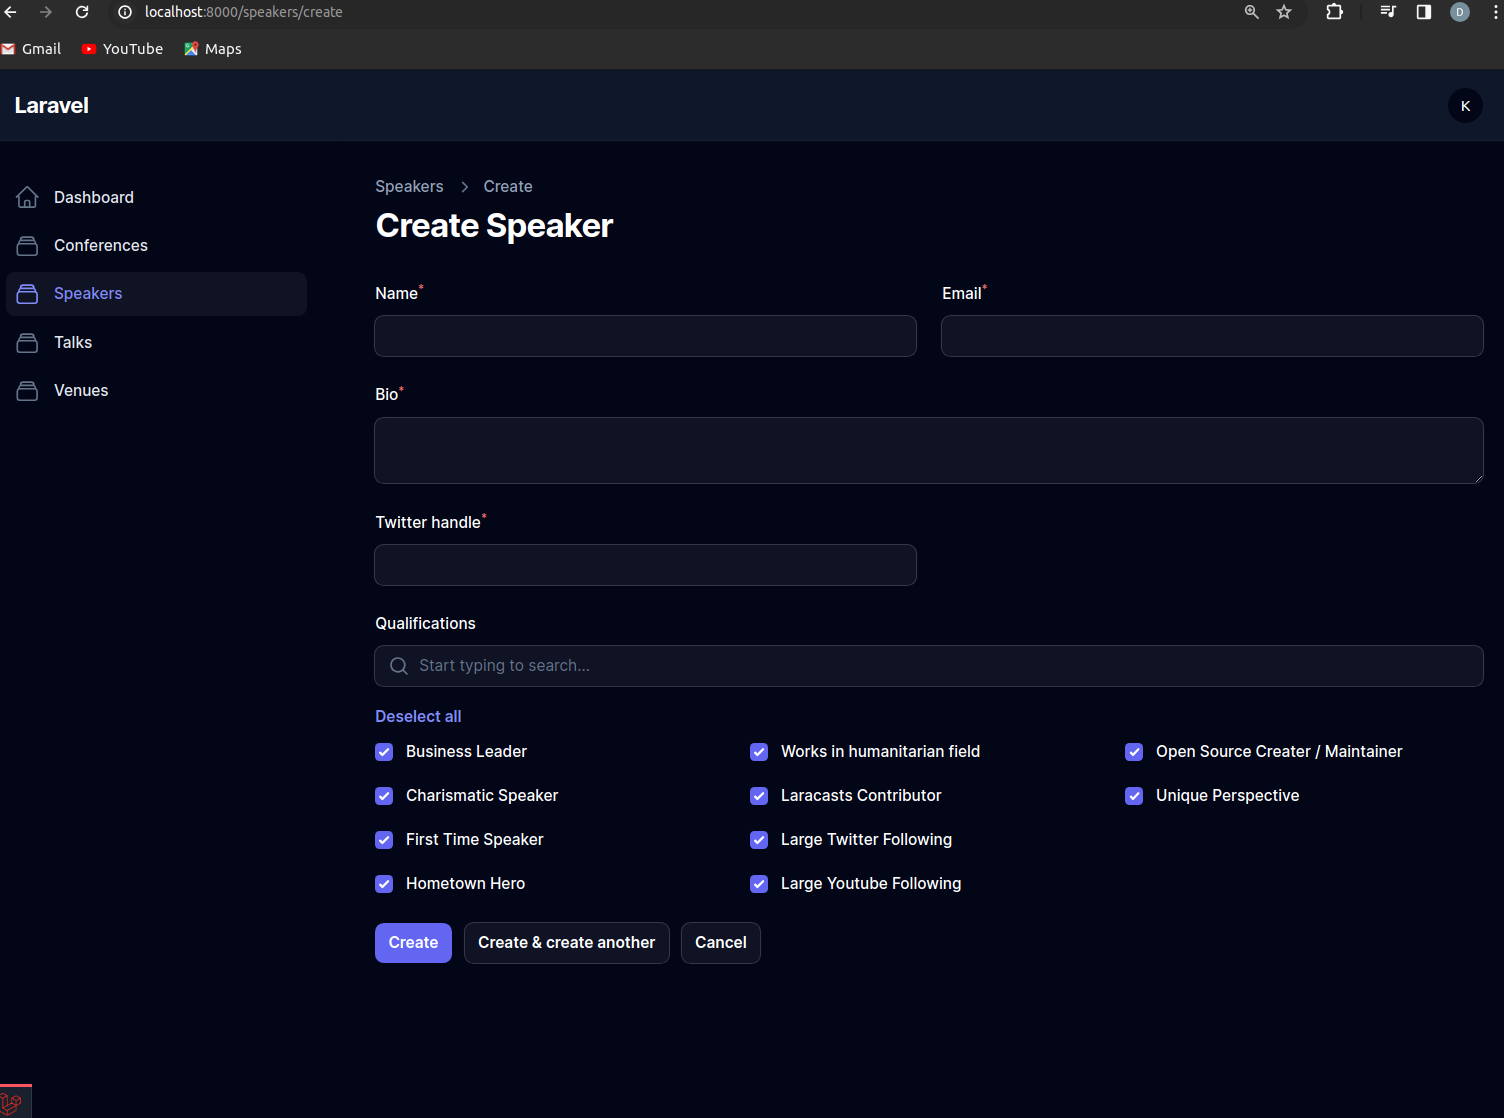 localhost:8000/speakers/create
D
Gmail YouTube Maps
Laravel
K
Dashboard
Conferences
Speakers
Talks
Venues
Speakers > Create
Create Speaker
Name* Email*
Bio*
Twitter handle*
Qualifications
Start typing to search...
Deselect all
Business Leader Works in humanitarian field Open Source Creater / Maintainer
Charismatic Speaker Laracasts Contributor Unique Perspective
First Time Speaker Large Twitter Following
Hometown Hero Large Youtube Following
Create Create & create another Cancel